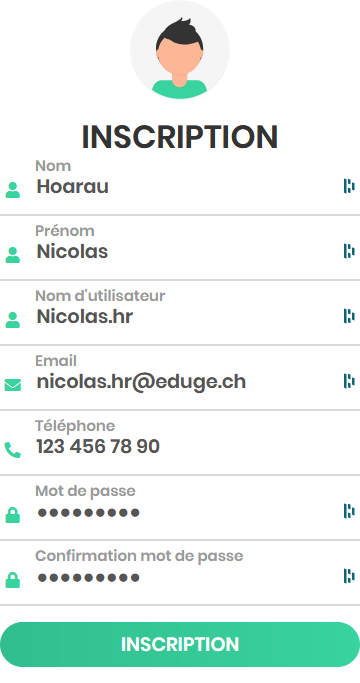 INSCRIPTION
Nom
Hoarau
Prénom
Nicolas
Nom d'utilisateur
Nicolas.hr
Email
nicolas.hr@eduge.ch
Téléphone
123 456 78 90
Mot de passe
●●●●●●●●●
Confirmation mot de passe
●●●●●●●●●
INSCRIPTION